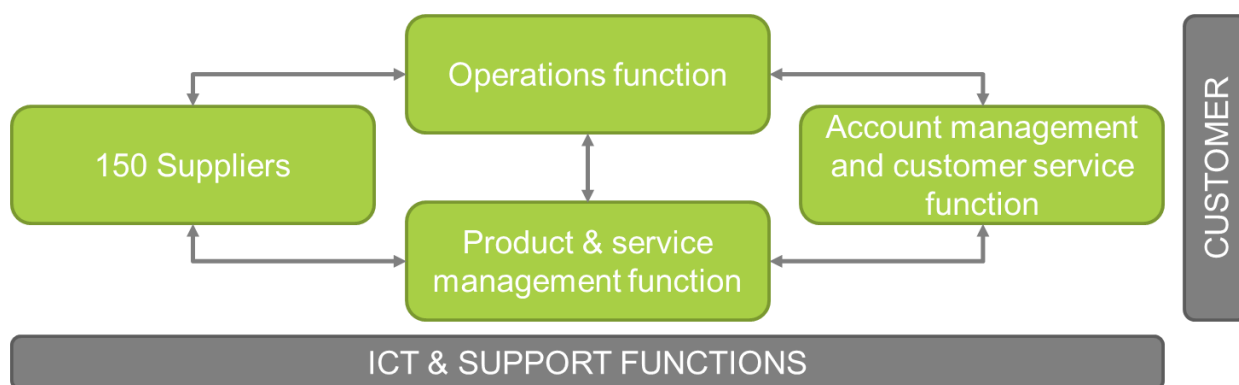 Operations function
150 Suppliers
Account management
and customer service
function
Product & service
management function
CUSTOMER
ICT & SUPPORT FUNCTIONS